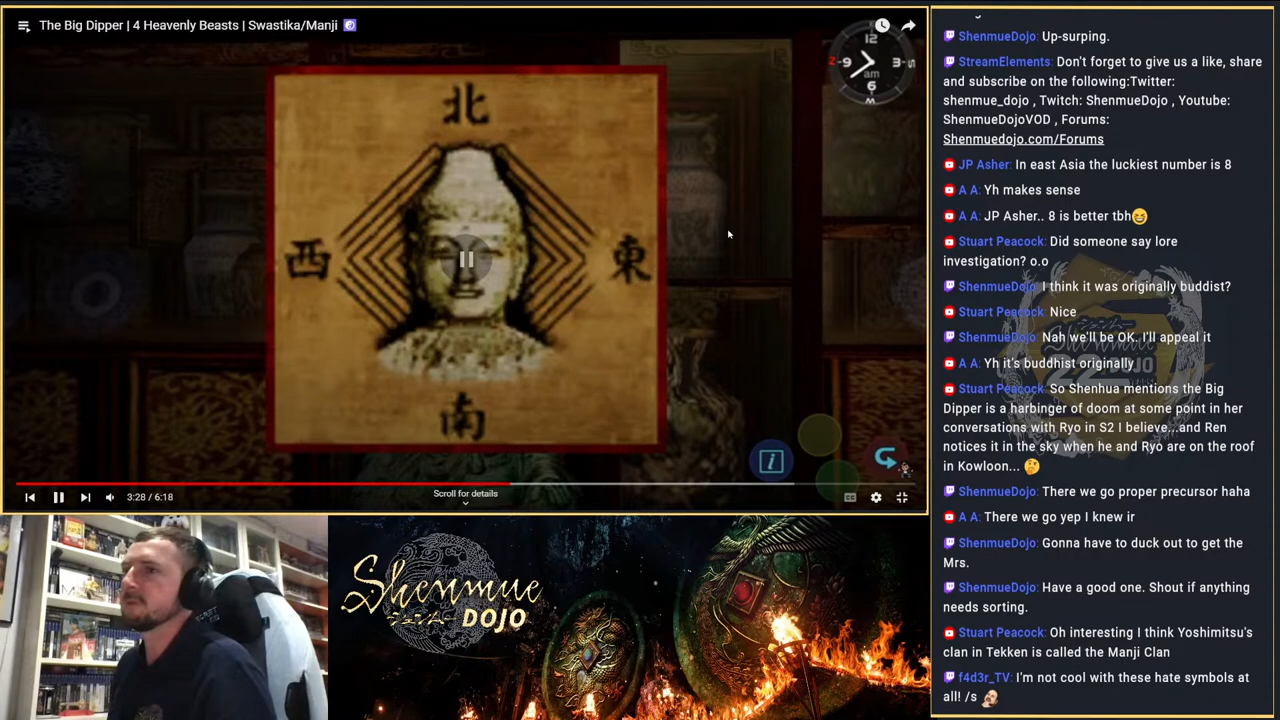 The Big Dipper | 4 Heavenly Beasts | Swastika/Manji
12
9
3
am
6
北
西
東
南
3:28 / 6:18
Scroll for details
Shenmue
DOJO
ShenmueDojo: Up-surping.
StreamElements: Don't forget to give us a like, share
and subscribe on the following:Twitter:
shenmue_dojo , Twitch: ShenmueDojo , Youtube:
ShenmueDojoVOD , Forums:
Shenmuedojo.com/Forums
JP Asher: In east Asia the luckiest number is 8
A A: Yh makes sense
A A: JP Asher.. 8 is better tbh😆
Stuart Peacock: Did someone say lore
investigation? o.o
ShenmueDojo: I think it was originally buddist?
Stuart Peacock: Nice
ShenmueDojo: Nah we'll be OK. I'll appeal it
A A: Yh it's buddhist originally
Stuart Peacock: So Shenhua mentions the Big
Dipper is a harbinger of doom at some point in her
conversations with Ryo in S2 I believe...and Ren
notices it in the sky when he and Ryo are on the roof
in Kowloon... 🤔
ShenmueDojo: There we go proper precursor haha
A A: There we go yep I knew ir
ShenmueDojo: Gonna have to duck out to get the
Mrs.
ShenmueDojo: Have a good one. Shout if anything
needs sorting.
Stuart Peacock: Oh interesting I think Yoshimitsu's
clan in Tekken is called the Manji Clan
f4d3r_TV: I'm not cool with these hate symbols at
all! /s